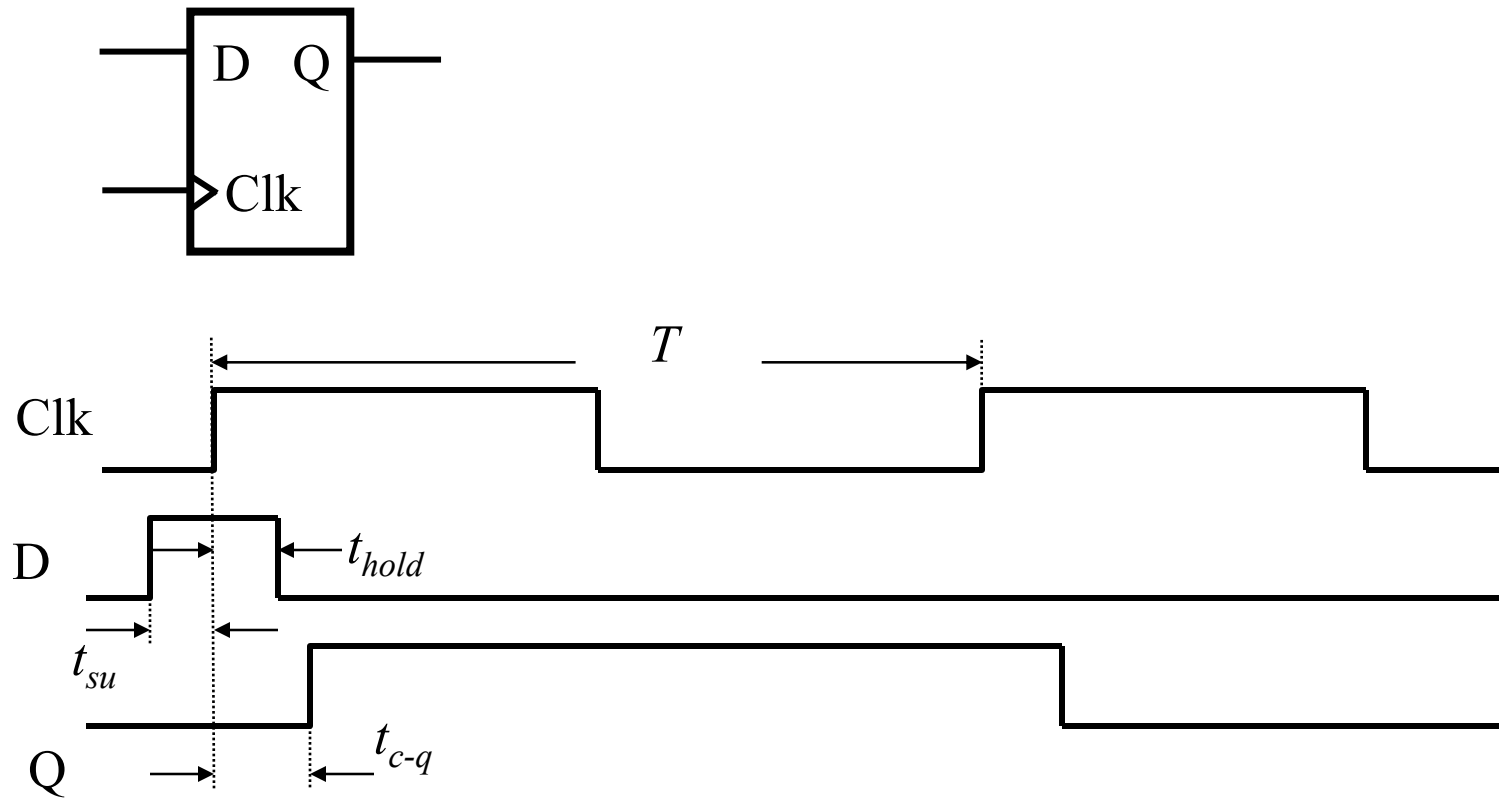 D Q
Clk
T
Clk
D
t_hold
t_su
t_c-q
Q